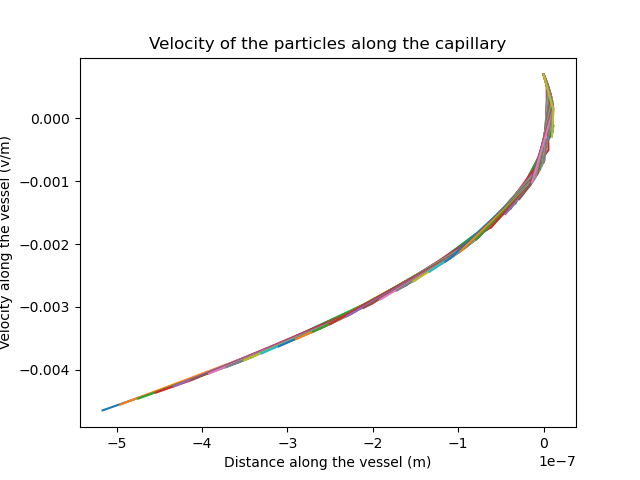 Velocity of the particles along the capillary
Velocity along the vessel (v/m)
0.000
−0.001
−0.002
−0.003
−0.004
−5
−4
−3
−2
−1
0
1e−7
Distance along the vessel (m)